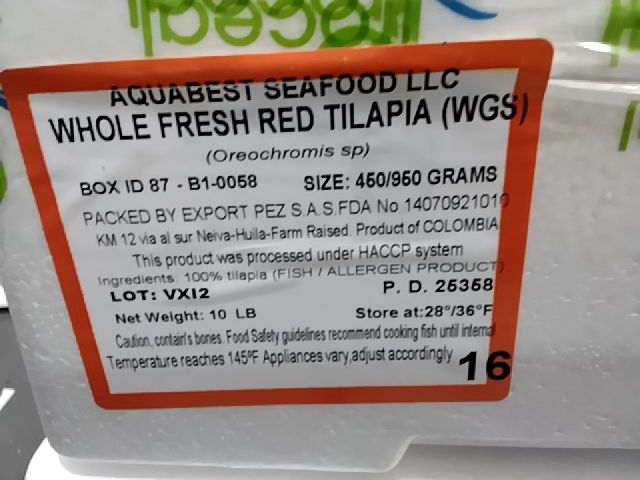 AQUABEST SEAFOOD LLC
WHOLE FRESH RED TILAPIA (WGS)
(Oreochromis sp)
BOX ID 87 - B1-0058 SIZE: 450/950 GRAMS
PACKED BY EXPORT PEZ S.A.S.FDA No 14070921010
KM 12 via al sur Neiva-Huila-Farm Raised. Product of COLOMBIA
This product was processed under HACCP system
Ingredients: 100% tilapia (FISH / ALLERGEN PRODUCT)
LOT: VXI2 P. D. 25358
Net Weight: 10 LB Store at:28°/36°F
Caution, contain's bones. Food Safety guidelines recommend cooking fish until internal
Temperature reaches 145ºF Appliances vary,adjust accordingly
16